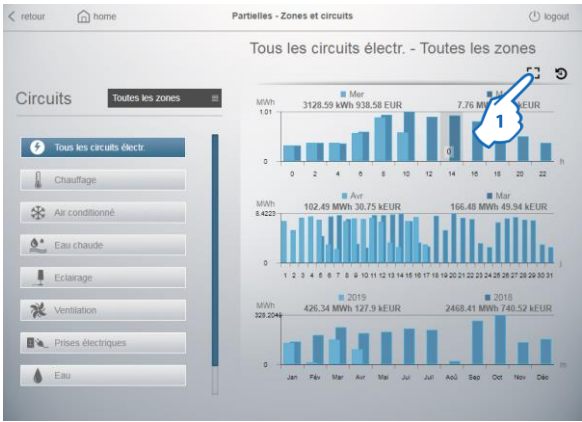 retour
home
Partielles - Zones et circuits
logout
Tous les circuits électr. - Toutes les zones
Circuits
Toutes les zones
Tous les circuits électr.
Chauffage
Air conditionné
Eau chaude
Eclairage
Ventilation
Prises électriques
Eau
MWh
Mer
3128.59 kWh 938.58 EUR
7.76
kEUR
1
1.01
0
0
h
0 2 4 6 8 10 12 14 16 18 20 22
MWh
Avr
Mar
102.49 MWh 30.75 kEUR
166.48 MWh 49.94 kEUR
8.4223
0
j
1 2 3 4 5 6 7 8 9 10 11 12 13 14 15 16 17 18 19 20 21 22 23 24 25 26 27 28 29 30 31
MWh
2019
2018
426.34 MWh 127.9 kEUR
2468.41 MWh 740.52 kEUR
328.2049
0
m
Jan Fév Mar Avr Mai Jui Juil Aoû Sep Oct Nov Déc